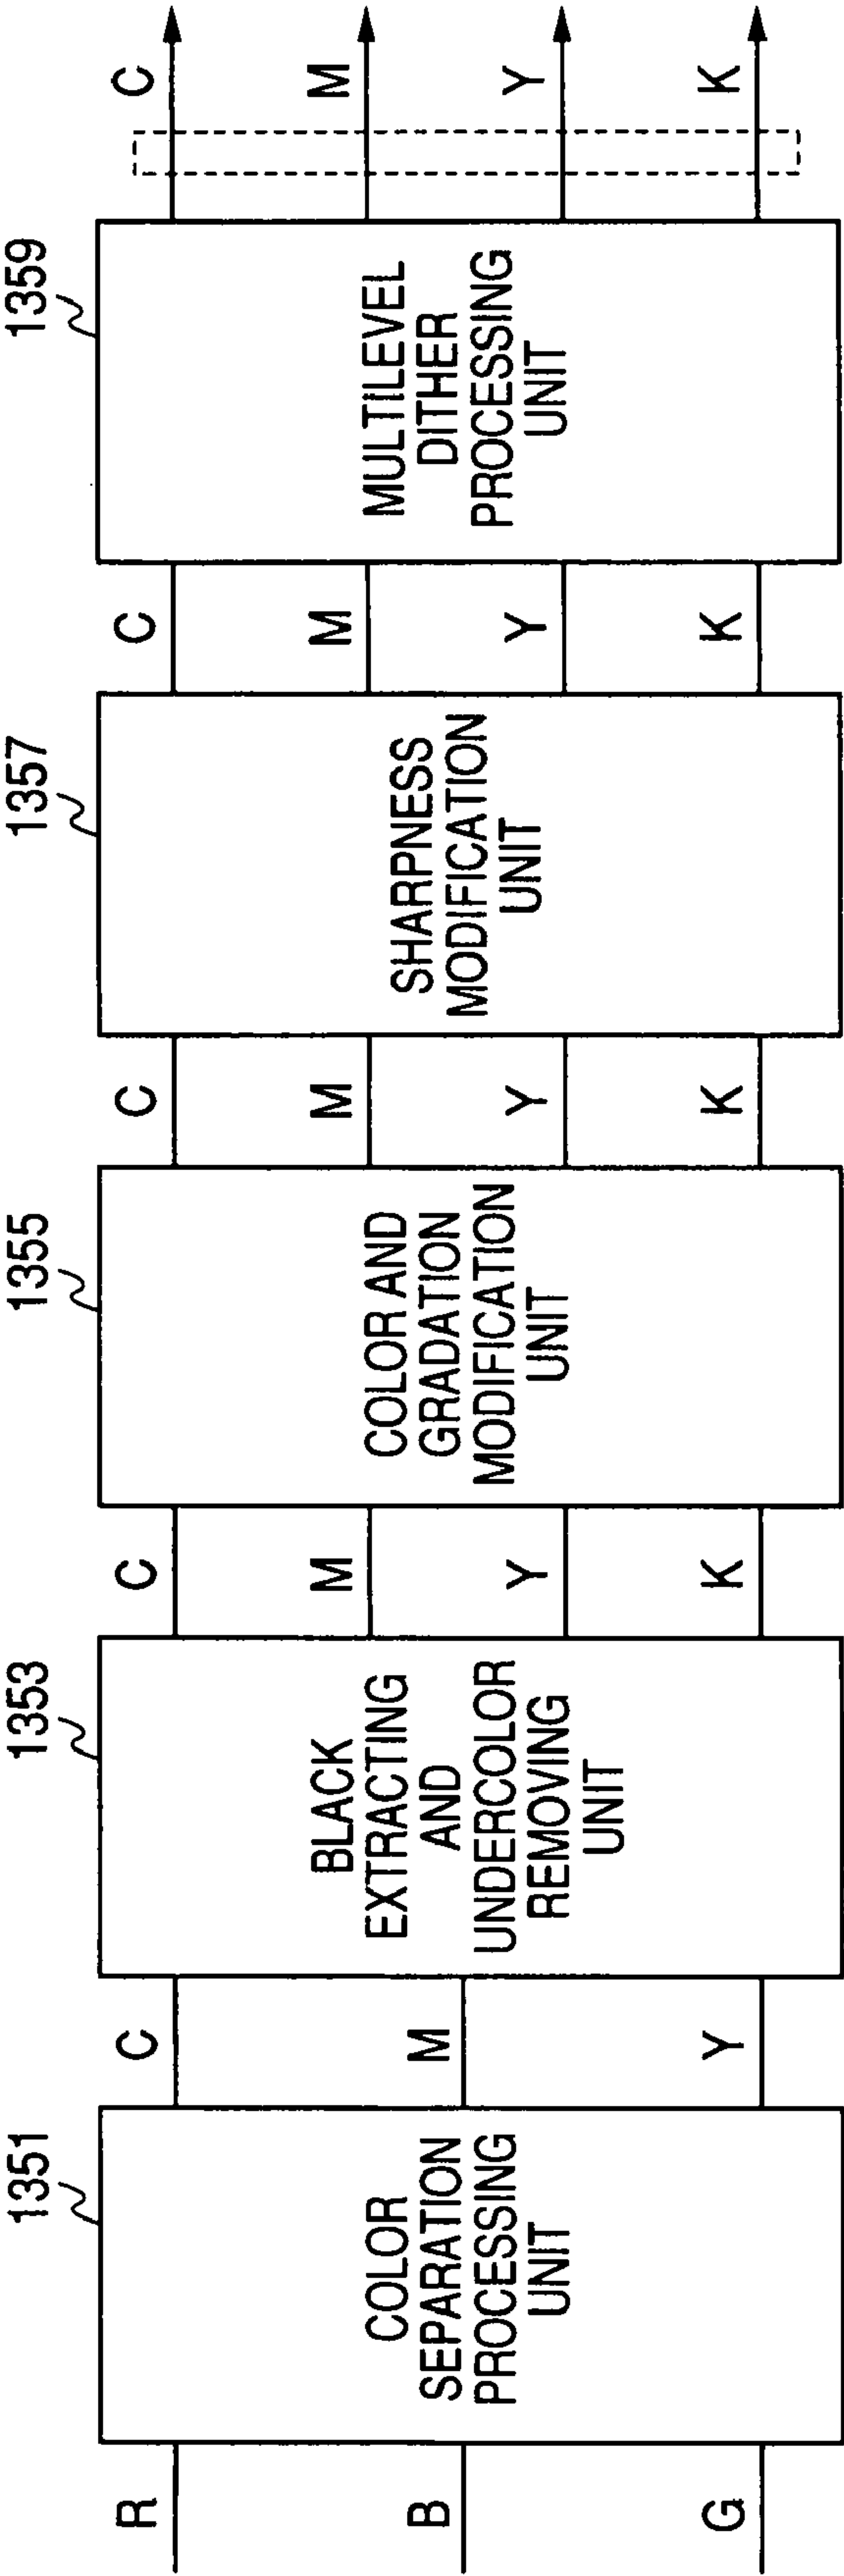 R
B
G
1351
COLOR
SEPARATION
PROCESSING
UNIT
C
M
Y
1353
BLACK
EXTRACTING
AND
UNDERCOLOR
REMOVING
UNIT
C
M
Y
K
1355
COLOR AND
GRADATION
MODIFICATION
UNIT
C
M
Y
K
1357
SHARPNESS
MODIFICATION
UNIT
C
M
Y
K
1359
MULTILEVEL
DITHER
PROCESSING
UNIT
C
M
Y
K